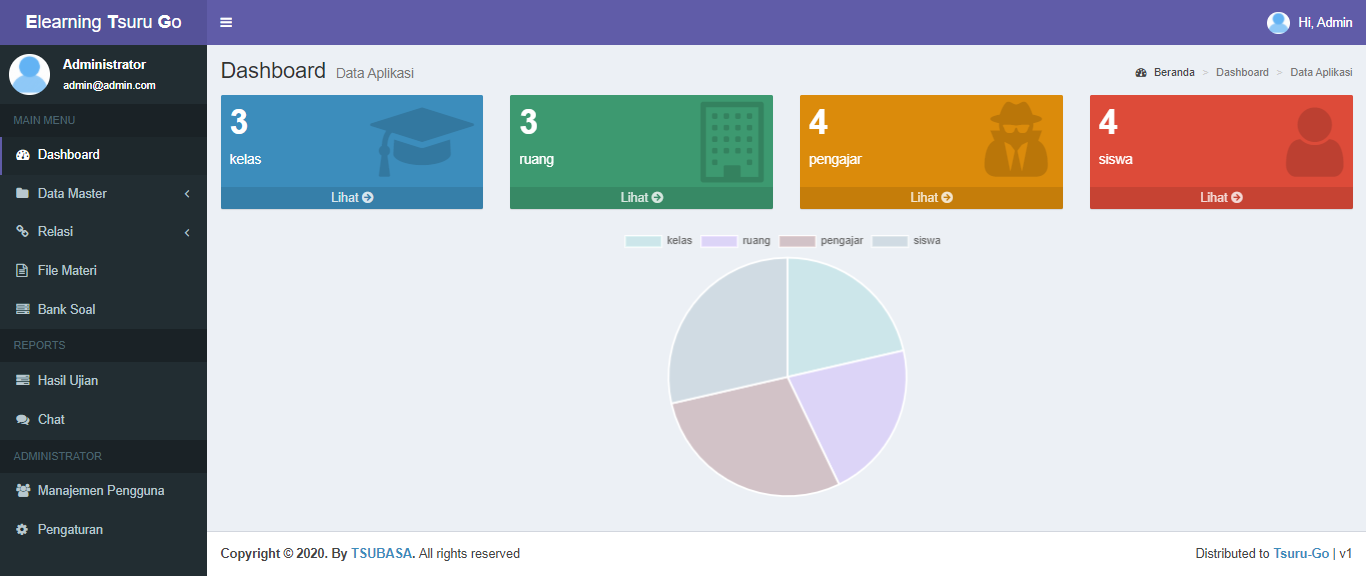 Elearning Tsuru Go
Hi, Admin
Administrator
admin@admin.com
MAIN MENU
Dashboard
Data Master
Relasi
File Materi
Bank Soal
REPORTS
Hasil Ujian
Chat
ADMINISTRATOR
Manajemen Pengguna
Pengaturan
Dashboard Data Aplikasi
Beranda > Dashboard > Data Aplikasi
3
kelas
Lihat
3
ruang
Lihat
4
pengajar
Lihat
4
siswa
Lihat
kelas ruang pengajar siswa
Copyright © 2020. By TSUBASA. All rights reserved
Distributed to Tsuru-Go | v1